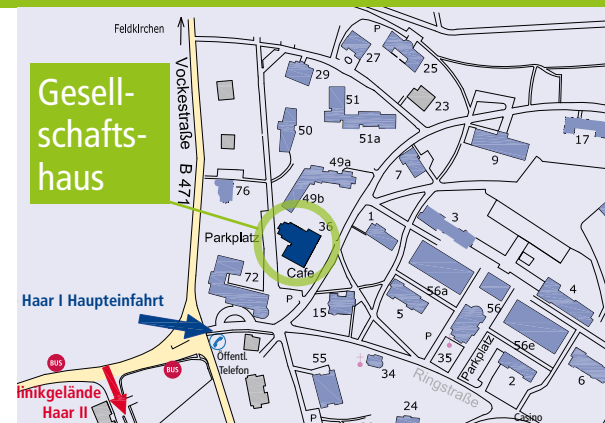 Feldkirchen
Vockestraße B 471
Gesell-
schafts-
haus
P
27
25
29
23
51
50
51a
9
17
49a
7
76
49b
36
1
3
Parkplatz
Cafe
72
56a
4
Haar I Haupteinfahrt
P
15
5
56
P
56e
Öffentl.
Telefon
BUS
BUS
55
34
35
Parkplatz
Ringstraße
2
6
linikgelände
Haar II
24
Casino